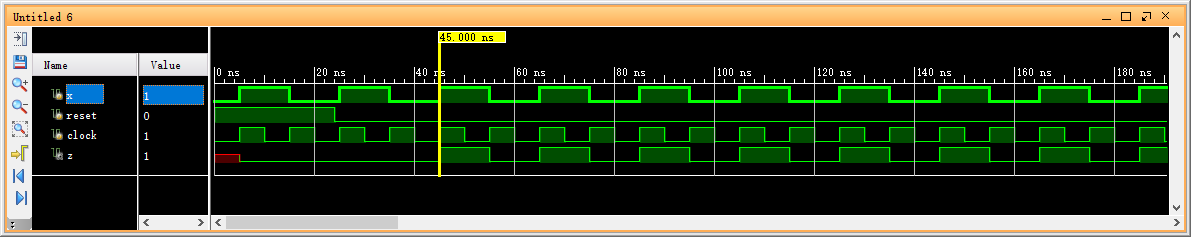 Untitled 6
45.000 ns
Name Value
0 ns 20 ns 40 ns 60 ns 80 ns 100 ns 120 ns 140 ns 160 ns 180 ns
x 1
reset 0
clock 1
z 1